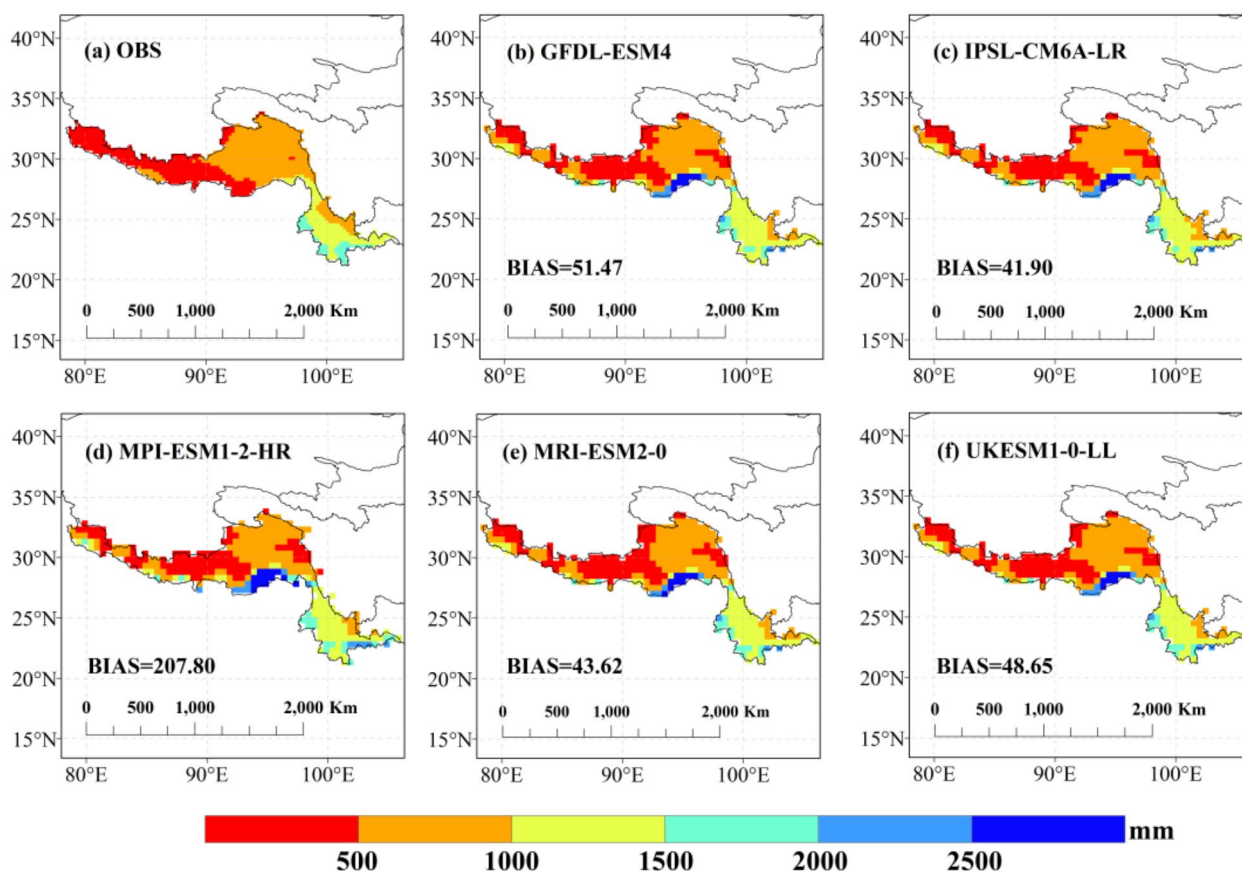 (a) OBS
40°N
35°N
30°N
25°N
20°N
15°N
0 500 1,000 2,000 Km
80°E 90°E 100°E
(b) GFDL-ESM4
40°N
35°N
30°N
25°N
20°N
15°N
BIAS=51.47
0 500 1,000 2,000 Km
80°E 90°E 100°E
(c) IPSL-CM6A-LR
40°N
35°N
30°N
25°N
20°N
15°N
BIAS=41.90
0 500 1,000 2,000 Km
80°E 90°E 100°E
(d) MPI-ESM1-2-HR
40°N
35°N
30°N
25°N
20°N
15°N
BIAS=207.80
0 500 1,000 2,000 Km
80°E 90°E 100°E
(e) MRI-ESM2-0
40°N
35°N
30°N
25°N
20°N
15°N
BIAS=43.62
0 500 1,000 2,000 Km
80°E 90°E 100°E
(f) UKESM1-0-LL
40°N
35°N
30°N
25°N
20°N
15°N
BIAS=48.65
0 500 1,000 2,000 Km
80°E 90°E 100°E
mm
500 1000 1500 2000 2500